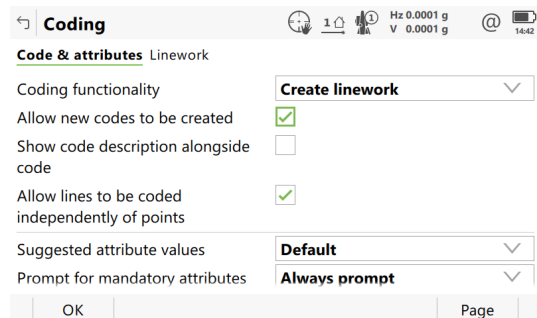 Coding
1
1
Hz 0.0001 g
V 0.0001 g
@
14:42
Code & attributes Linework
Coding functionality Create linework
Allow new codes to be created
Show code description alongside
code
Allow lines to be coded
independently of points
Suggested attribute values Default
Prompt for mandatory attributes Always prompt
OK Page